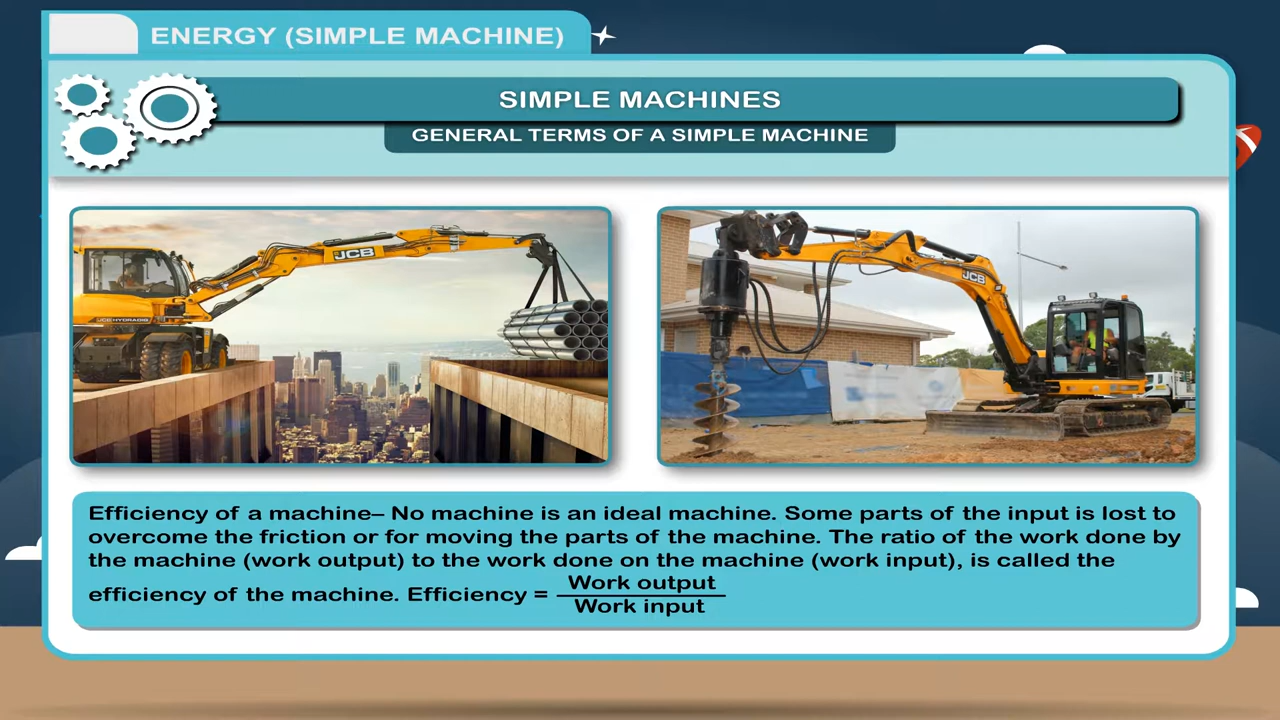 ENERGY (SIMPLE MACHINE)
SIMPLE MACHINES
GENERAL TERMS OF A SIMPLE MACHINE
JCB
JCB
Efficiency of a machine– No machine is an ideal machine. Some parts of the input is lost to
overcome the friction or for moving the parts of the machine. The ratio of the work done by
the machine (work output) to the work done on the machine (work input), is called the
efficiency of the machine. Efficiency = Work output
Work input